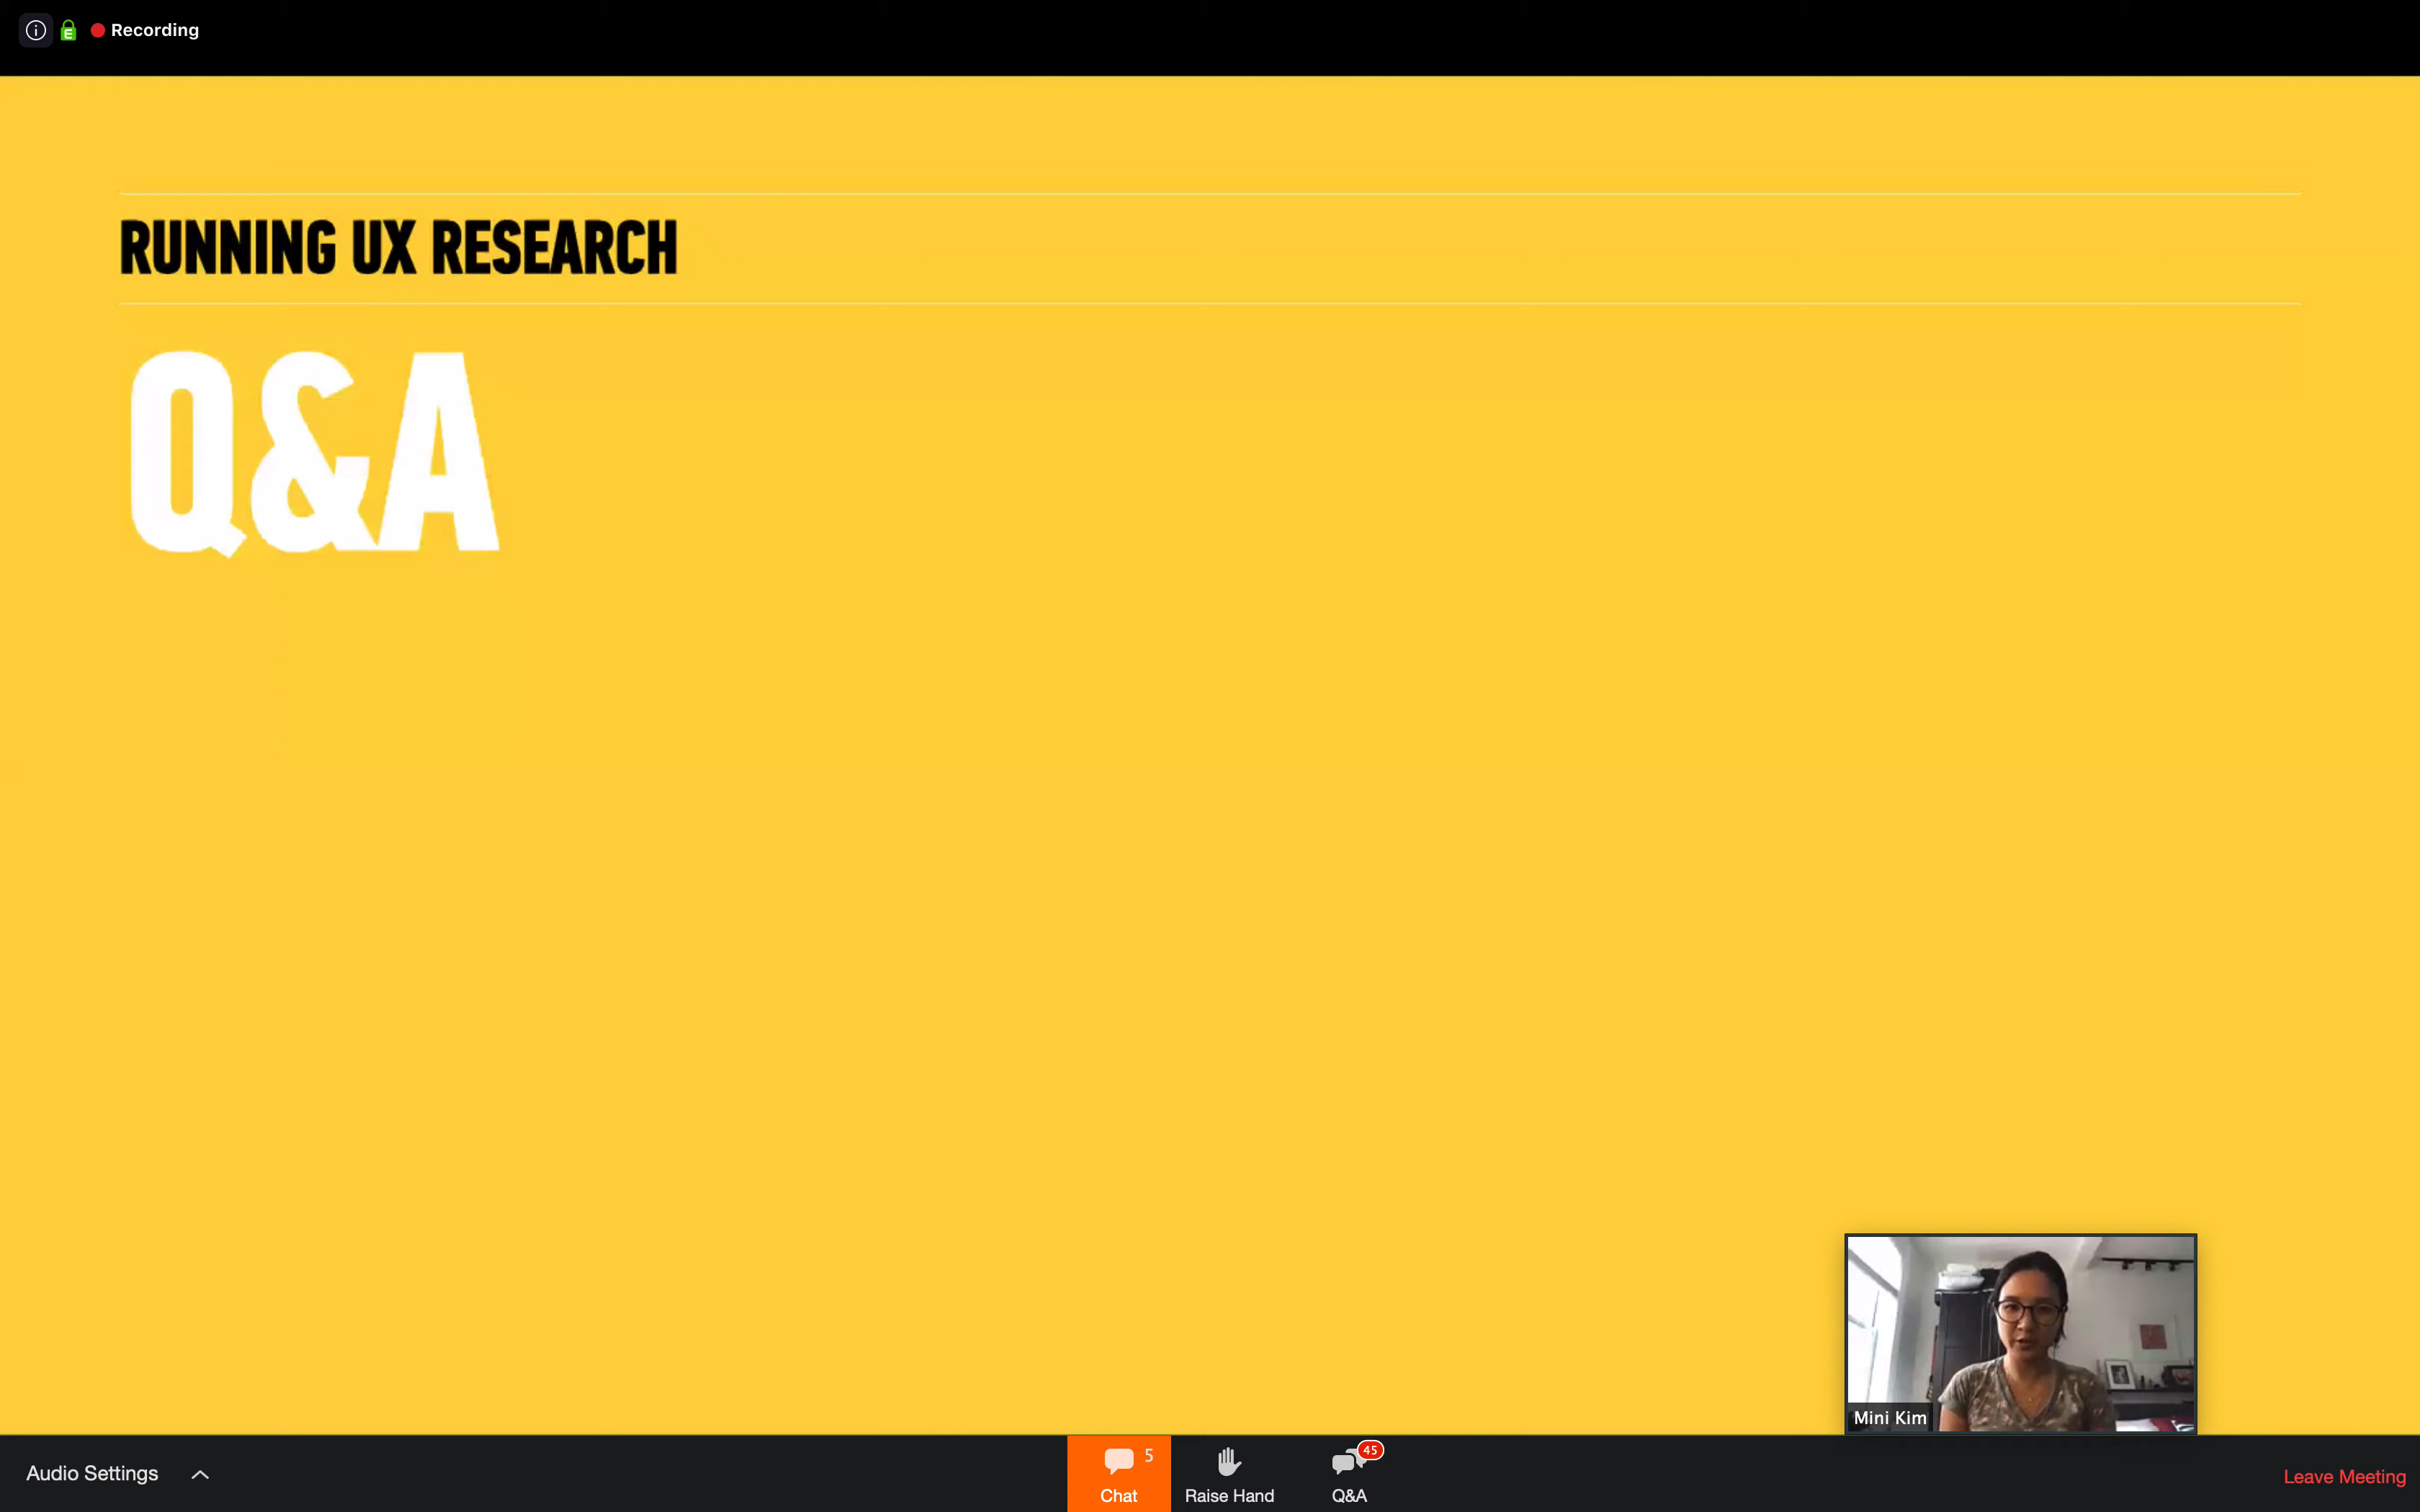 Recording
RUNNING UX RESEARCH
Q&A
Mini Kim
Audio Settings
5
Chat
Raise Hand
45
Q&A
Leave Meeting